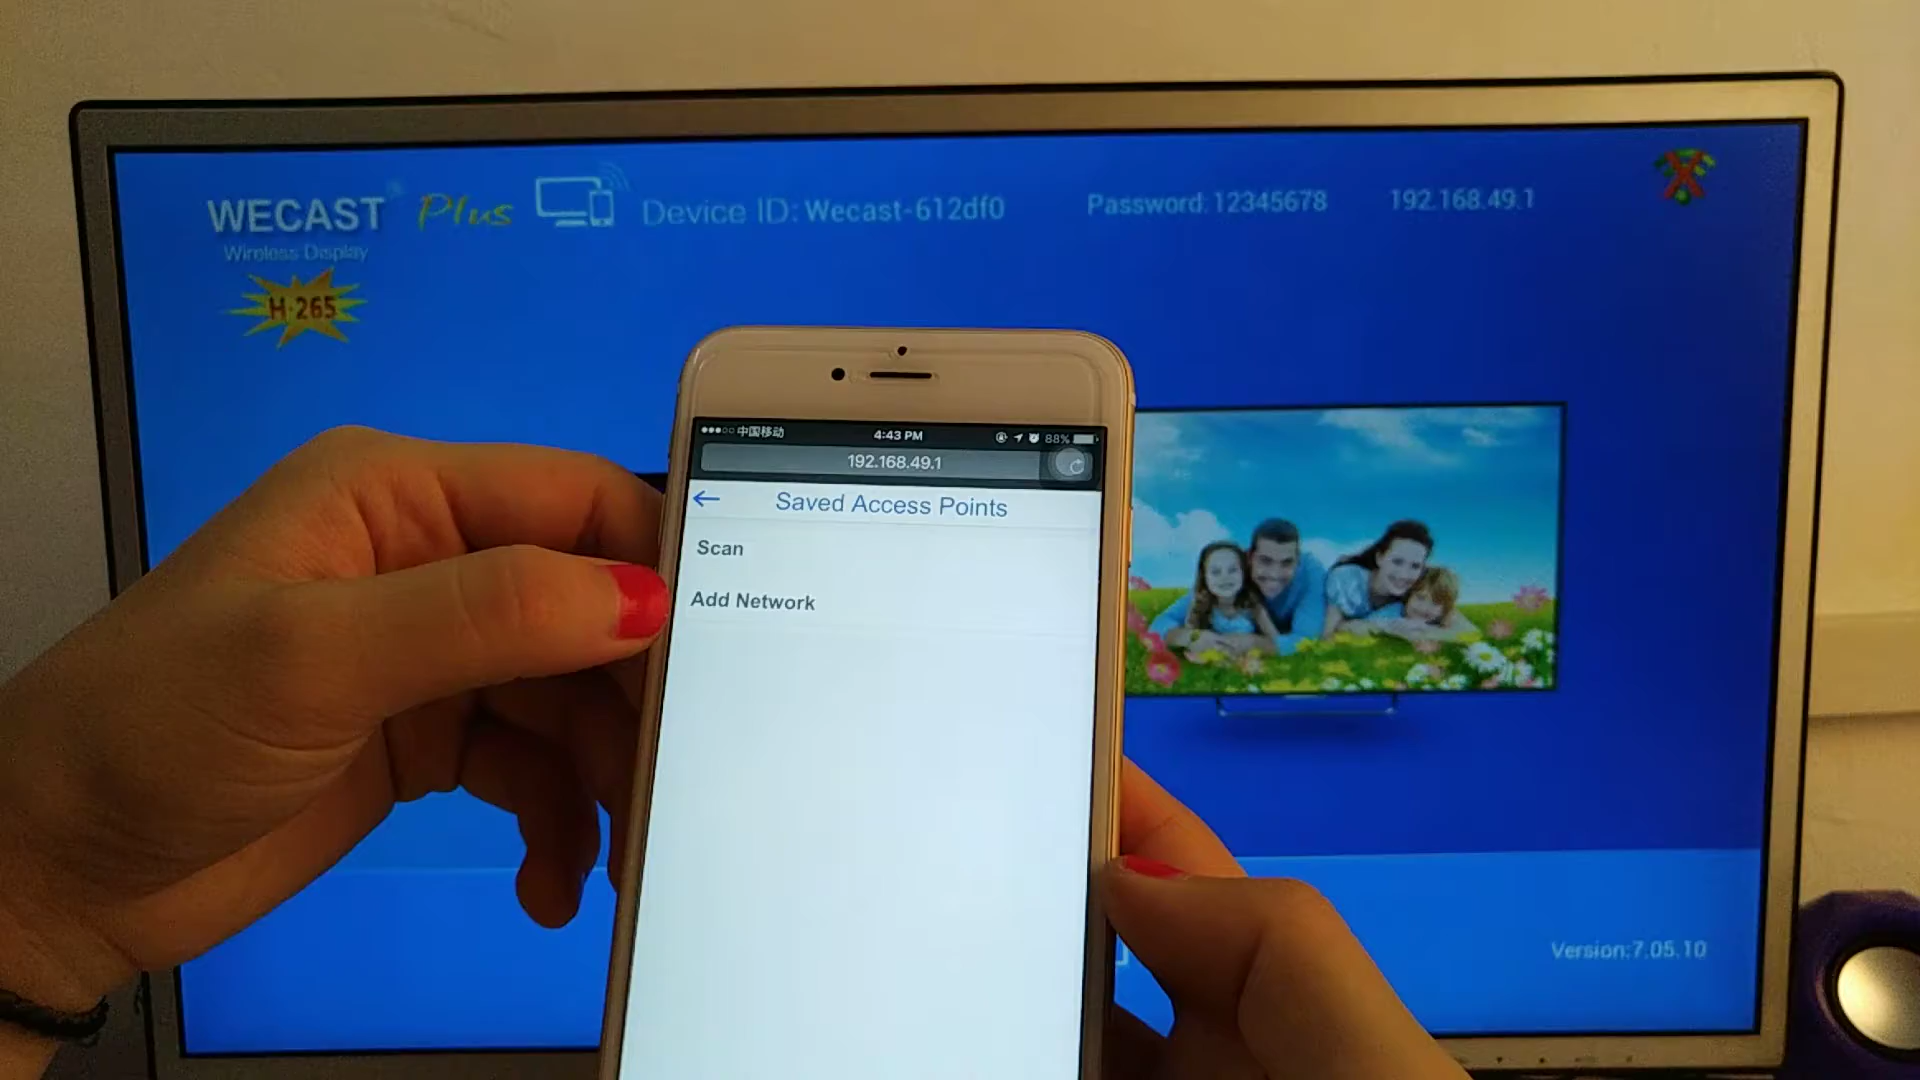 WECAST Plus Device ID: Wecast-612df0 Password:12345678 192.168.49.1
Wireless Display
H·265
中国移动 4:43 PM 88%
192.168.49.1
Saved Access Points
Scan
Add Network
Version:7.05.10